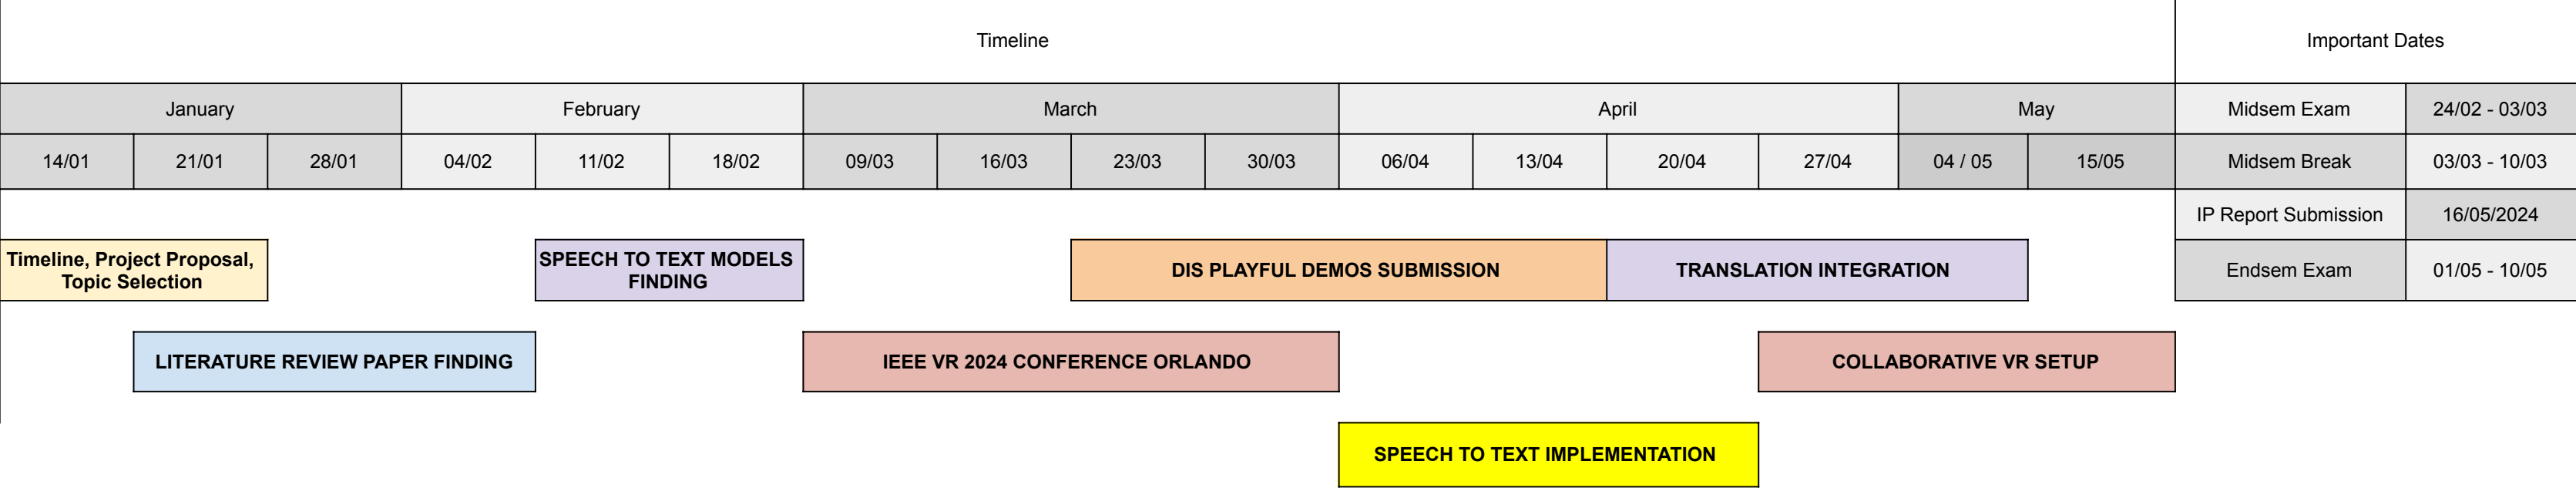 Timeline
Important Dates
January
February
March
April
May
Midsem Exam
24/02 - 03/03
14/01
21/01
28/01
04/02
11/02
18/02
09/03
16/03
23/03
30/03
06/04
13/04
20/04
27/04
04 / 05
15/05
Midsem Break
03/03 - 10/03
IP Report Submission
16/05/2024
Timeline, Project Proposal,
Topic Selection
SPEECH TO TEXT MODELS
FINDING
DIS PLAYFUL DEMOS SUBMISSION
TRANSLATION INTEGRATION
Endsem Exam
01/05 - 10/05
LITERATURE REVIEW PAPER FINDING
IEEE VR 2024 CONFERENCE ORLANDO
COLLABORATIVE VR SETUP
SPEECH TO TEXT IMPLEMENTATION